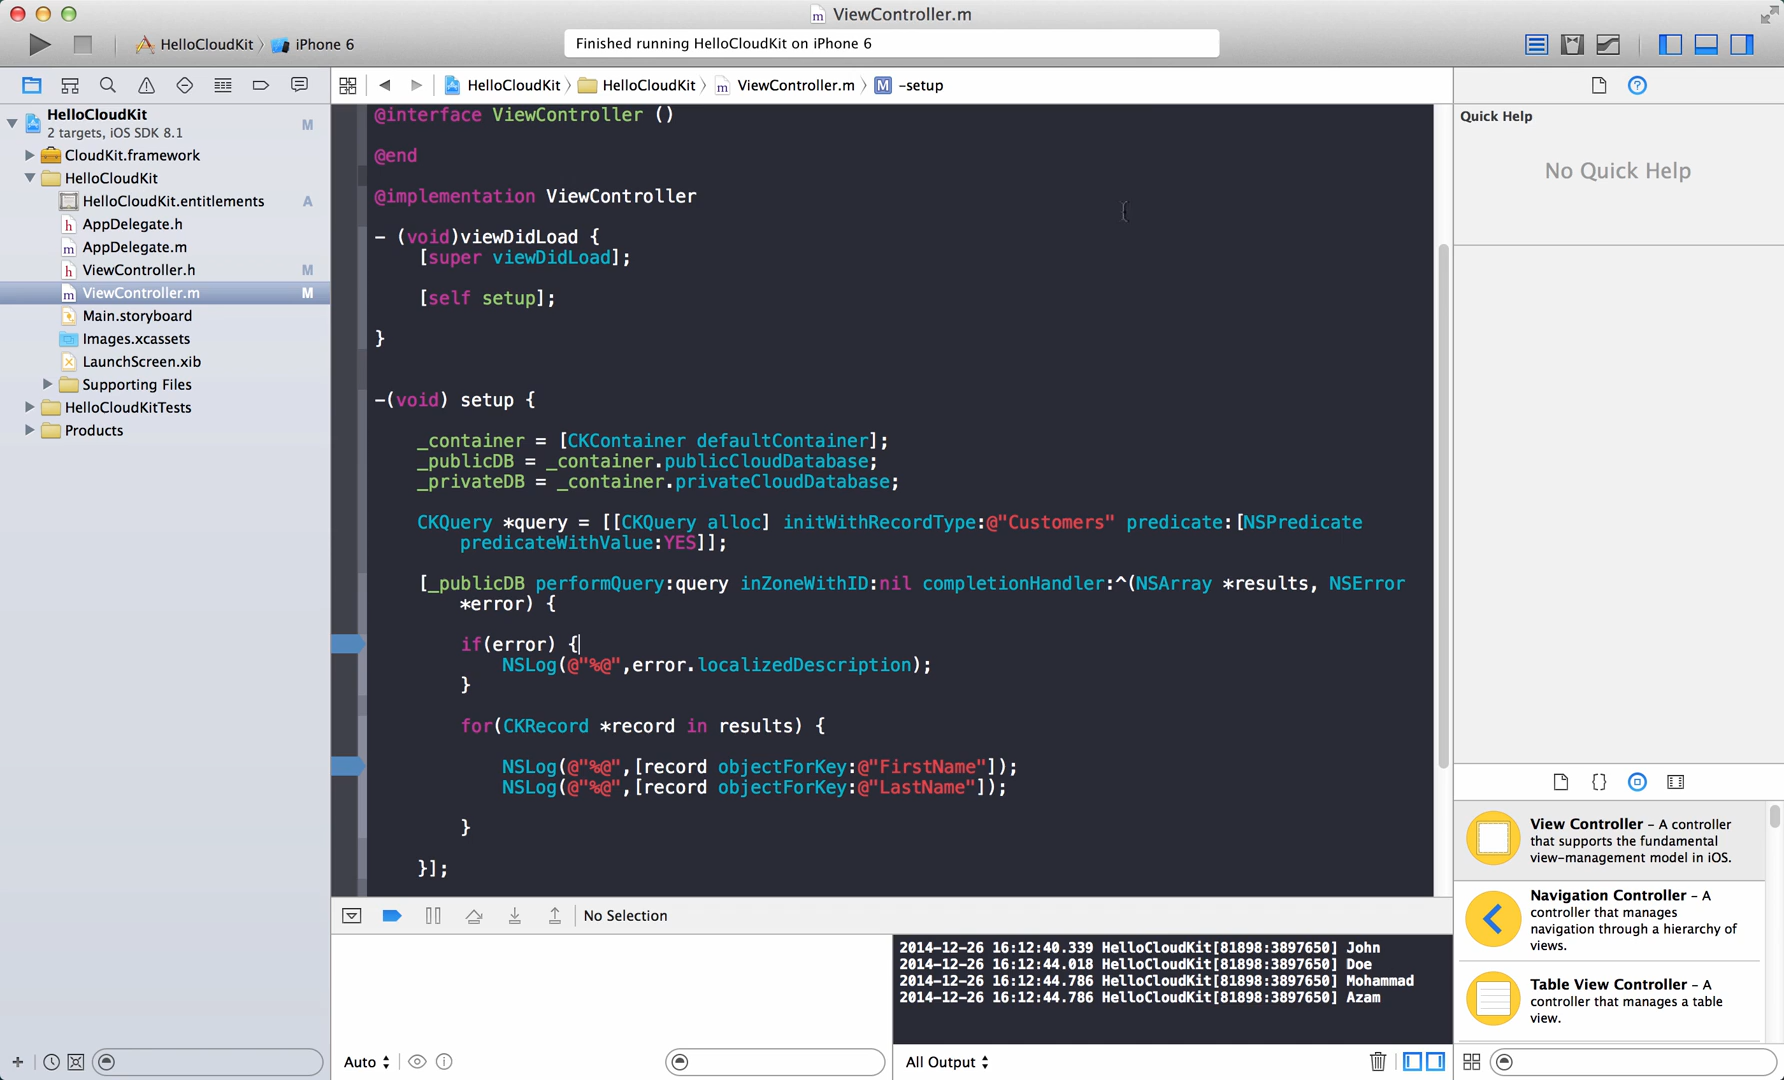 ViewController.m
HelloCloudKit iPhone 6
Finished running HelloCloudKit on iPhone 6
HelloCloudKit HelloCloudKit ViewController.m M -setup
HelloCloudKit
2 targets, iOS SDK 8.1
M
CloudKit.framework
HelloCloudKit
HelloCloudKit.entitlements A
AppDelegate.h
AppDelegate.m
ViewController.h M
ViewController.m M
Main.storyboard
Images.xcassets
LaunchScreen.xib
Supporting Files
HelloCloudKitTests
Products
@interface ViewController ()
@end
@implementation ViewController
- (void)viewDidLoad {
[super viewDidLoad];
[self setup];
}
-(void) setup {
_container = [CKContainer defaultContainer];
_publicDB = _container.publicCloudDatabase;
_privateDB = _container.privateCloudDatabase;
CKQuery *query = [[CKQuery alloc] initWithRecordType:@"Customers" predicate:[NSPredicate
predicateWithValue:YES]];
[_publicDB performQuery:query inZoneWithID:nil completionHandler:^(NSArray *results, NSError
*error) {
if(error) {
NSLog(@"%@",error.localizedDescription);
}
for(CKRecord *record in results) {
NSLog(@"%@",[record objectForKey:@"FirstName"]);
NSLog(@"%@",[record objectForKey:@"LastName"]);
}
}];
No Selection
2014-12-26 16:12:40.339 HelloCloudKit[81898:3897650] John
2014-12-26 16:12:44.018 HelloCloudKit[81898:3897650] Doe
2014-12-26 16:12:44.786 HelloCloudKit[81898:3897650] Mohammad
2014-12-26 16:12:44.786 HelloCloudKit[81898:3897650] Azam
Auto
All Output
Quick Help
No Quick Help
{}
View Controller - A controller
that supports the fundamental
view-management model in iOS.
Navigation Controller - A
controller that manages
navigation through a hierarchy of
views.
Table View Controller - A
controller that manages a table
view.